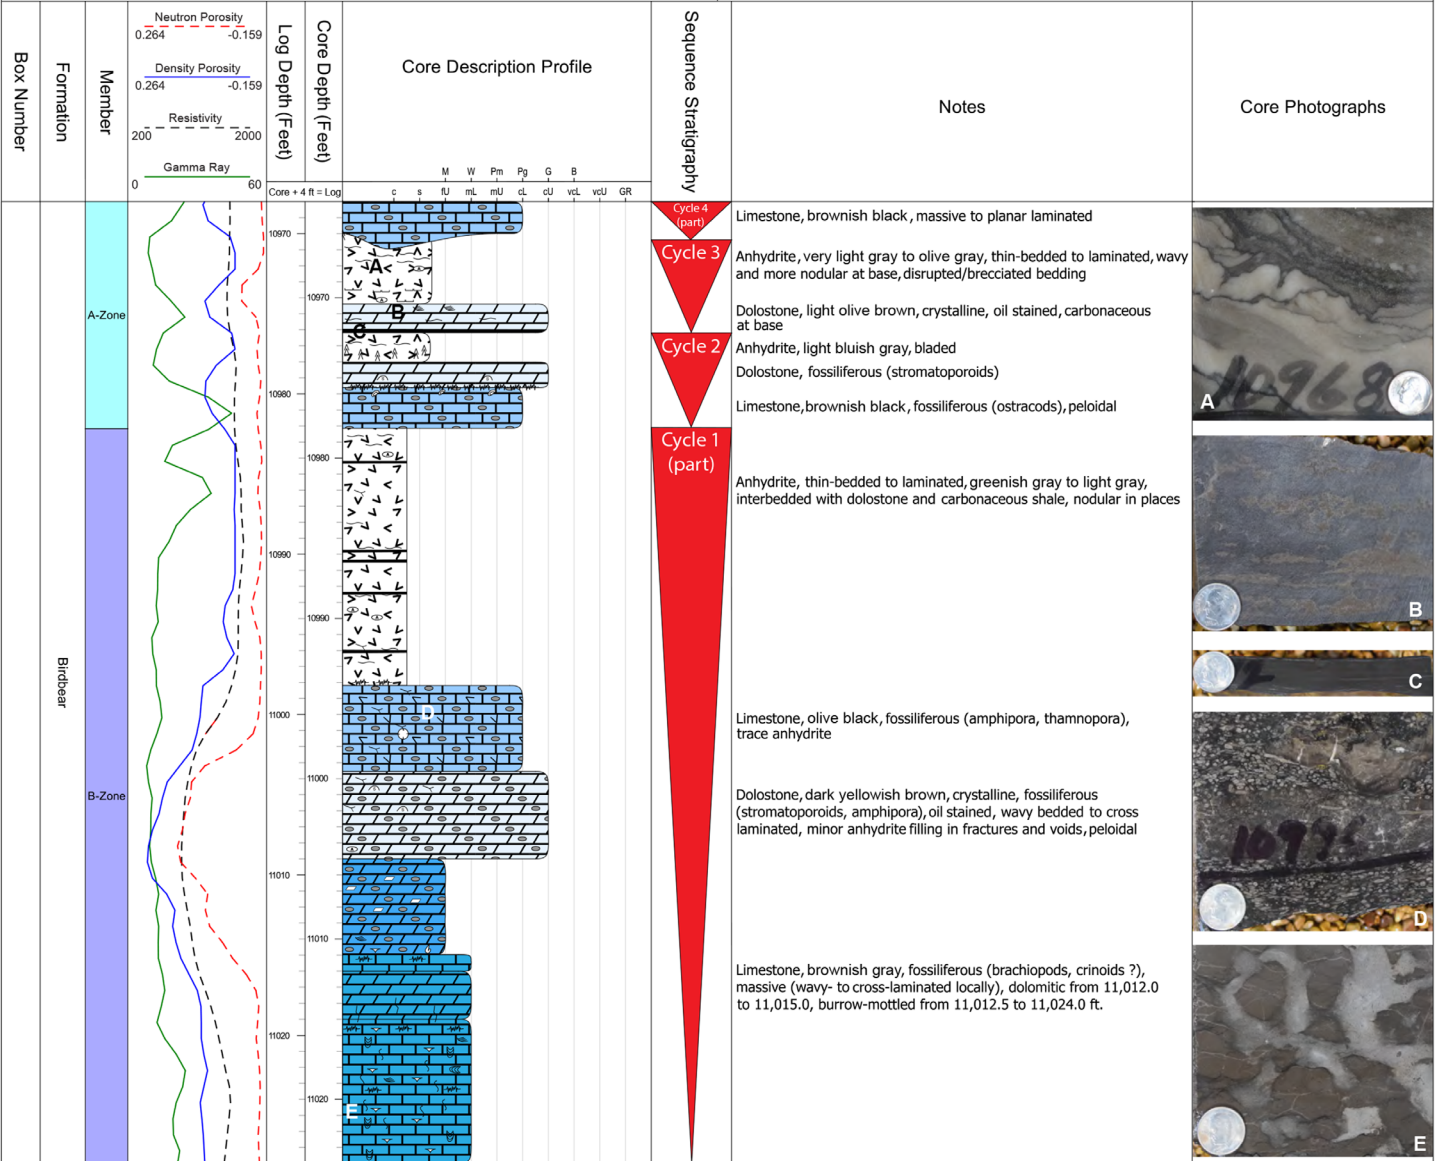 Box Number
Formation
Member
Neutron Porosity
0.264 -0.159
Density Porosity
0.264 -0.159
Resistivity
200 2000
Gamma Ray
0 60
Log Depth (Feet)
Core Depth (Feet)
Core + 4 ft = Log
Core Description Profile
M W Pm Pg G B
c s fU mL mU cL cU vcL vcU GR
Sequence Stratigraphy
Notes
Core Photographs
Birdbear
A-Zone
B-Zone
10970
10980
10990
11000
11010
11020
10970
10980
10990
11000
11010
11020
A
B
C
D
E
Cycle 4
(part)
Cycle 3
Cycle 2
Cycle 1
(part)
Limestone, brownish black, massive to planar laminated
Anhydrite, very light gray to olive gray, thin-bedded to laminated, wavy
and more nodular at base, disrupted/brecciated bedding
Dolostone, light olive brown, crystalline, oil stained, carbonaceous
at base
Anhydrite, light bluish gray, bladed
Dolostone, fossiliferous (stromatoporoids)
Limestone, brownish black, fossiliferous (ostracods), peloidal
Anhydrite, thin-bedded to laminated, greenish gray to light gray,
interbedded with dolostone and carbonaceous shale, nodular in places
Limestone, olive black, fossiliferous (amphipora, thamnopora),
trace anhydrite
Dolostone, dark yellowish brown, crystalline, fossiliferous
(stromatoporoids, amphipora), oil stained, wavy bedded to cross
laminated, minor anhydrite filling in fractures and voids, peloidal
Limestone, brownish gray, fossiliferous (brachiopods, crinoids ?),
massive (wavy- to cross-laminated locally), dolomitic from 11,012.0
to 11,015.0, burrow-mottled from 11,012.5 to 11,024.0 ft.
10968
A
B
C
D
E